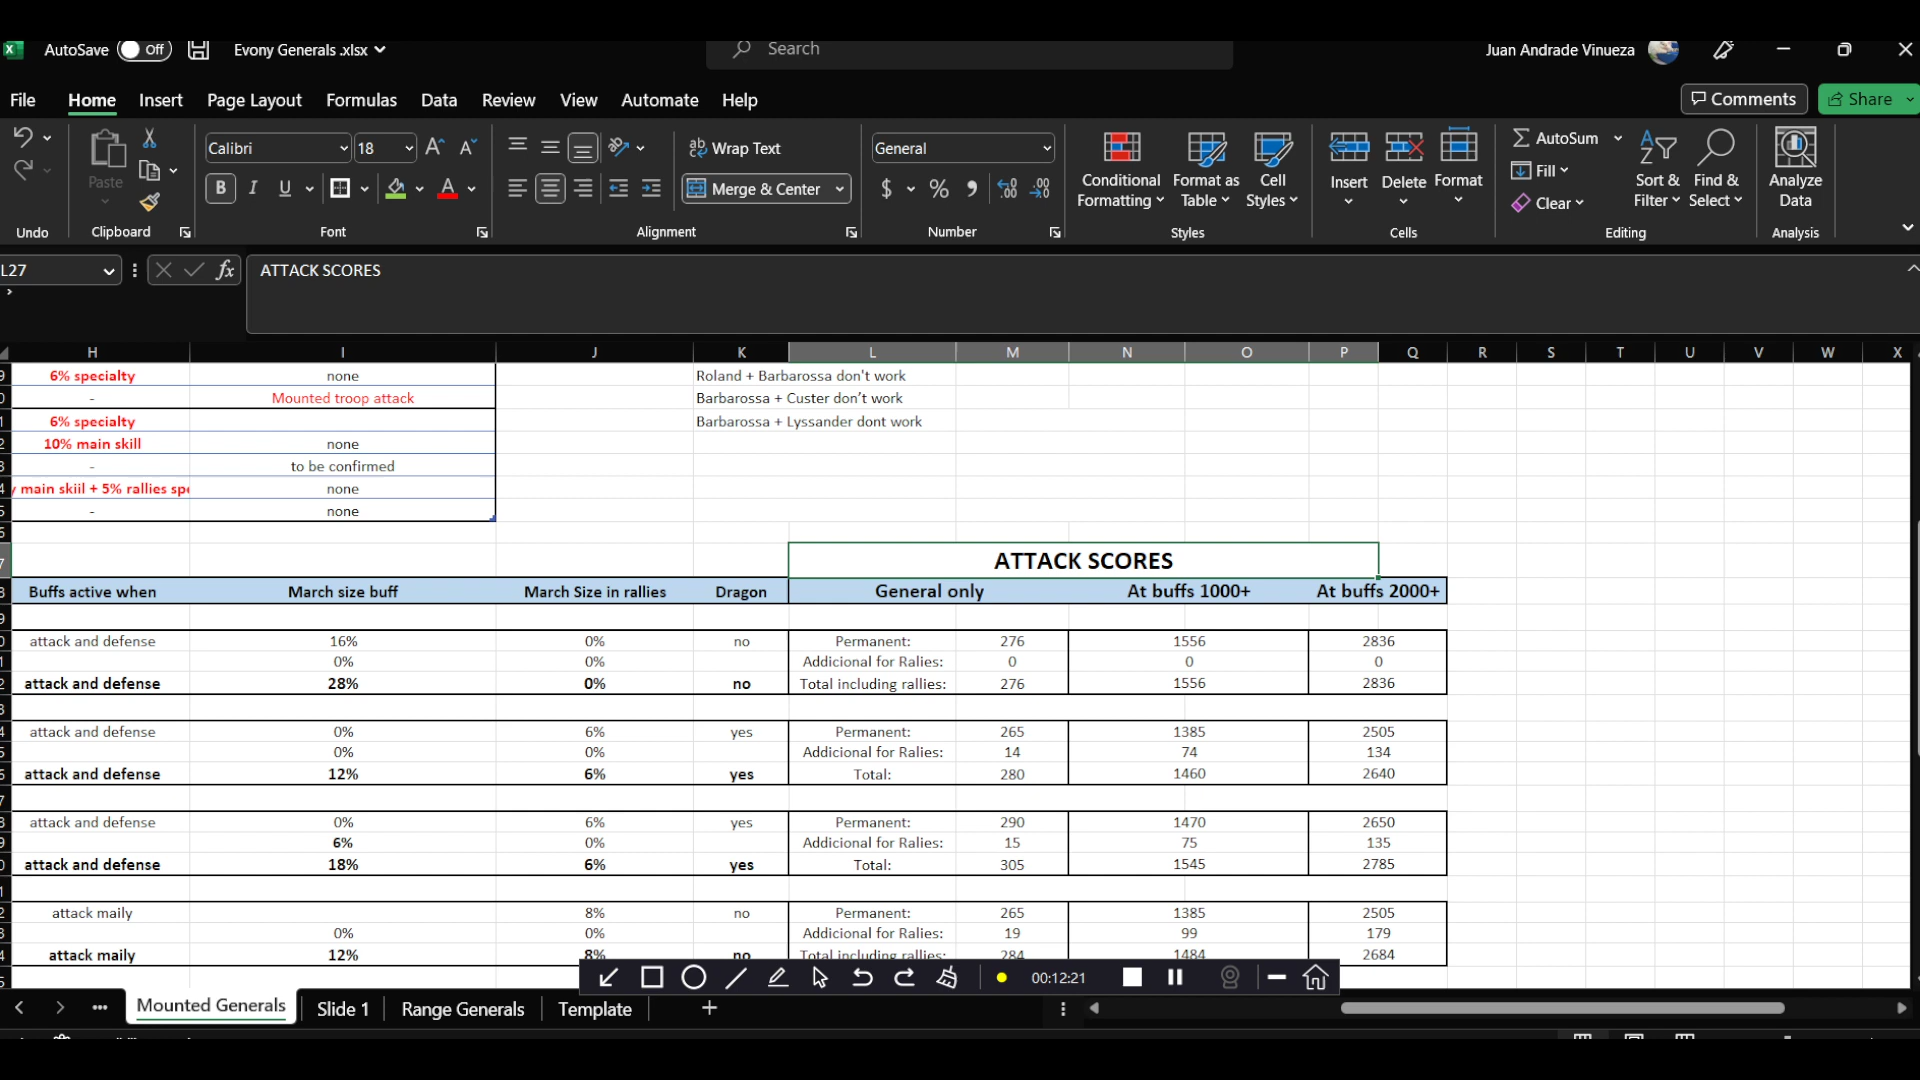 AutoSave Off Evony Generals .xlsx Search Juan Andrade Vinueza
File Home Insert Page Layout Formulas Data Review View Automate Help Comments Share
Calibri 18 Wrap Text General AutoSum
Paste B I U A Merge & Center $ % , Conditional Formatting Format as Table Cell Styles Insert Delete Format Fill Clear Sort & Filter Find & Select Analyze Data
Undo Clipboard Font Alignment Number Styles Cells Editing Analysis
L27 fx ATTACK SCORES
H I J K L M N O P Q R S T U V W X
6% specialty none Roland + Barbarossa don't work
- Mounted troop attack Barbarossa + Custer don't work
6% specialty Barbarossa + Lyssander dont work
10% main skill none
- to be confirmed
main skiil + 5% rallies spe none
- none
ATTACK SCORES
Buffs active when March size buff March Size in rallies Dragon General only At buffs 1000+ At buffs 2000+
attack and defense 16% 0% no Permanent: 276 1556 2836
0% 0% Addicional for Ralies: 0 0 0
attack and defense 28% 0% no Total including rallies: 276 1556 2836
attack and defense 0% 6% yes Permanent: 265 1385 2505
0% 0% Addicional for Ralies: 14 74 134
attack and defense 12% 6% yes Total: 280 1460 2640
attack and defense 0% 6% yes Permanent: 290 1470 2650
6% 0% Addicional for Ralies: 15 75 135
attack and defense 18% 6% yes Total: 305 1545 2785
attack maily 8% no Permanent: 265 1385 2505
0% 0% Addicional for Ralies: 19 99 179
attack maily 12% 8% no Total including rallies: 284 1484 2684
00:12:21
Mounted Generals Slide 1 Range Generals Template